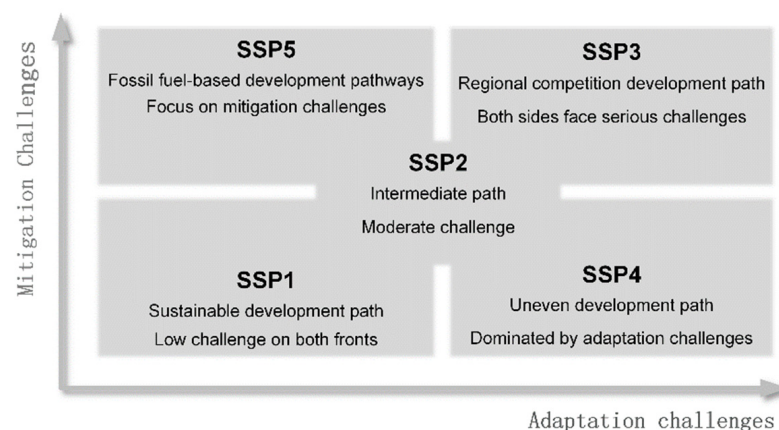 Mitigation Challenges
SSP5
Fossil fuel-based development pathways
Focus on mitigation challenges
SSP3
Regional competition development path
Both sides face serious challenges
SSP2
Intermediate path
Moderate challenge
SSP1
Sustainable development path
Low challenge on both fronts
SSP4
Uneven development path
Dominated by adaptation challenges
Adaptation challenges